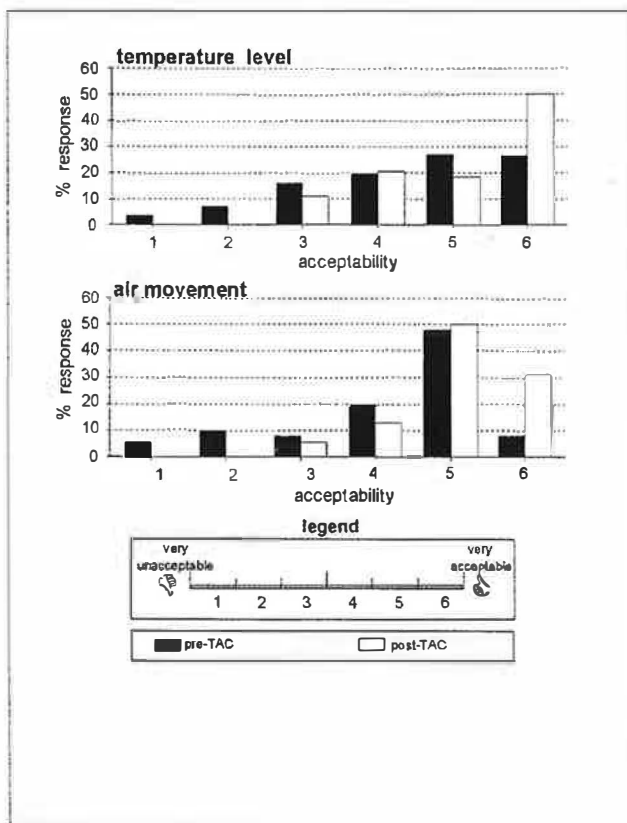 temperature level
60
50
40
30
20
10
0
% response
1 2 3 4 5 6
acceptability
air movement
60
50
40
30
20
10
0
% response
1 2 3 4 5 6
acceptability
legend
very unacceptable
very acceptable
1 2 3 4 5 6
pre-TAC post-TAC